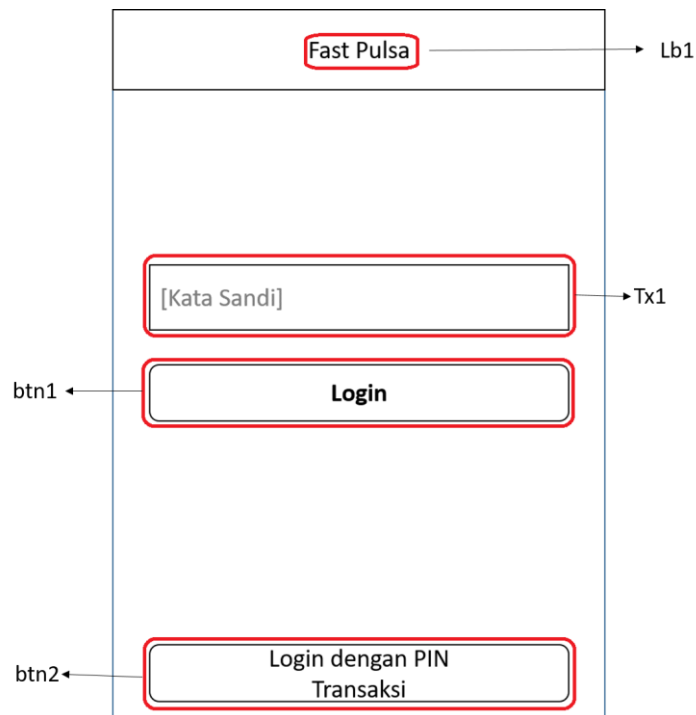 Fast Pulsa
Lb1
[Kata Sandi]
Tx1
btn1
Login
btn2
Login dengan PIN
Transaksi